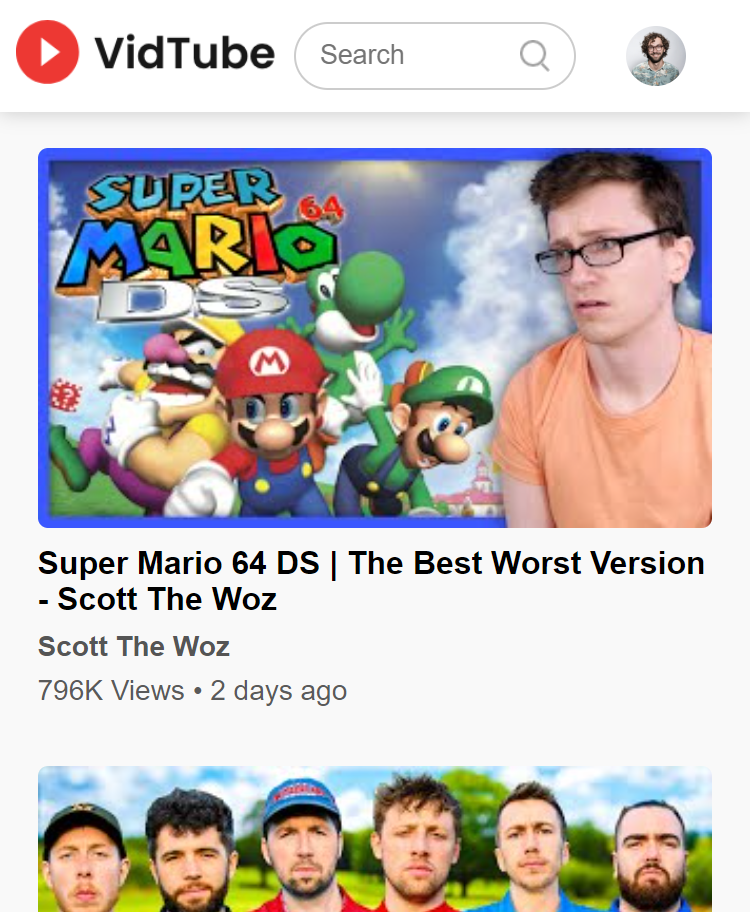 VidTube
Search
SUPER
MARIO 64
DS
M
L
Super Mario 64 DS | The Best Worst Version
- Scott The Woz
Scott The Woz
796K Views • 2 days ago